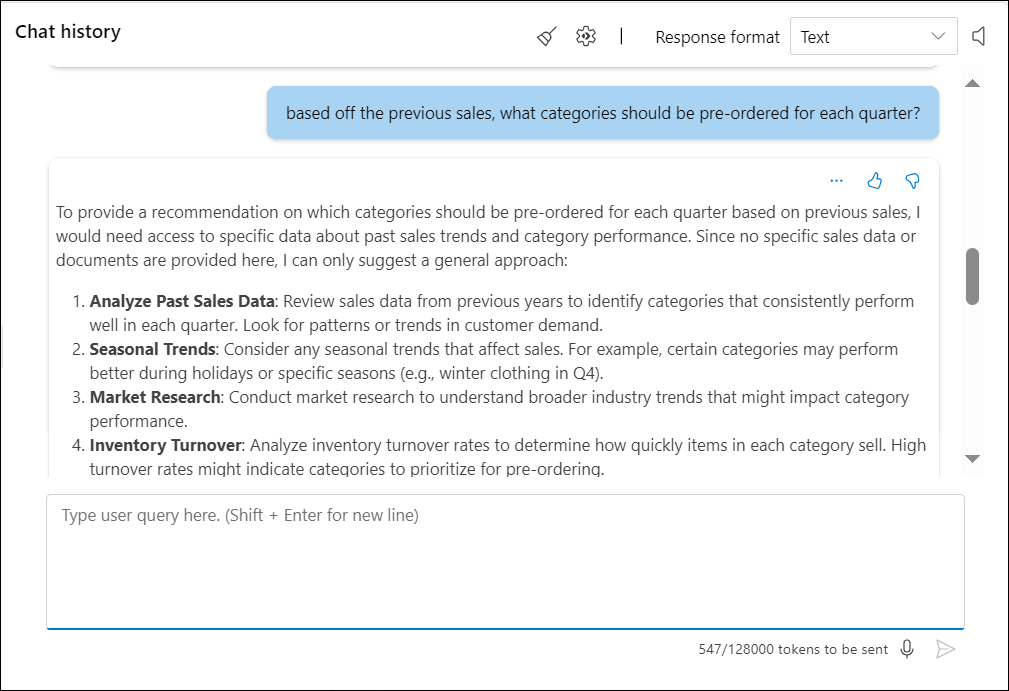 Chat history
Response format
Text
based off the previous sales, what categories should be pre-ordered for each quarter?
To provide a recommendation on which categories should be pre-ordered for each quarter based on previous sales, I
would need access to specific data about past sales trends and category performance. Since no specific sales data or
documents are provided here, I can only suggest a general approach:
1. Analyze Past Sales Data: Review sales data from previous years to identify categories that consistently perform
well in each quarter. Look for patterns or trends in customer demand.
2. Seasonal Trends: Consider any seasonal trends that affect sales. For example, certain categories may perform
better during holidays or specific seasons (e.g., winter clothing in Q4).
3. Market Research: Conduct market research to understand broader industry trends that might impact category
performance.
4. Inventory Turnover: Analyze inventory turnover rates to determine how quickly items in each category sell. High
turnover rates might indicate categories to prioritize for pre-ordering.
Type user query here. (Shift + Enter for new line)
547/128000 tokens to be sent